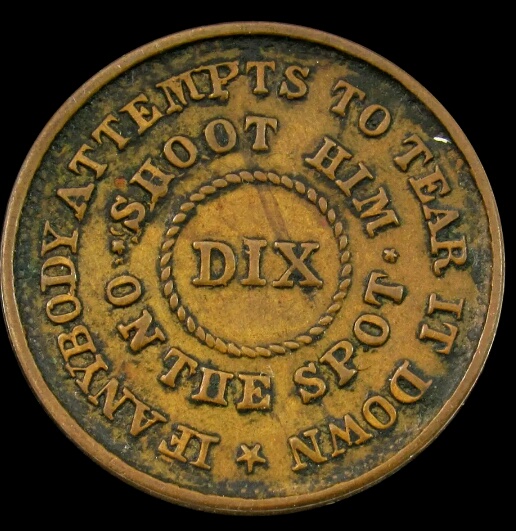 IF ANYBODY ATTEMPTS TO TEAR IT DOWN
SHOOT HIM
ON THE SPOT
DIX